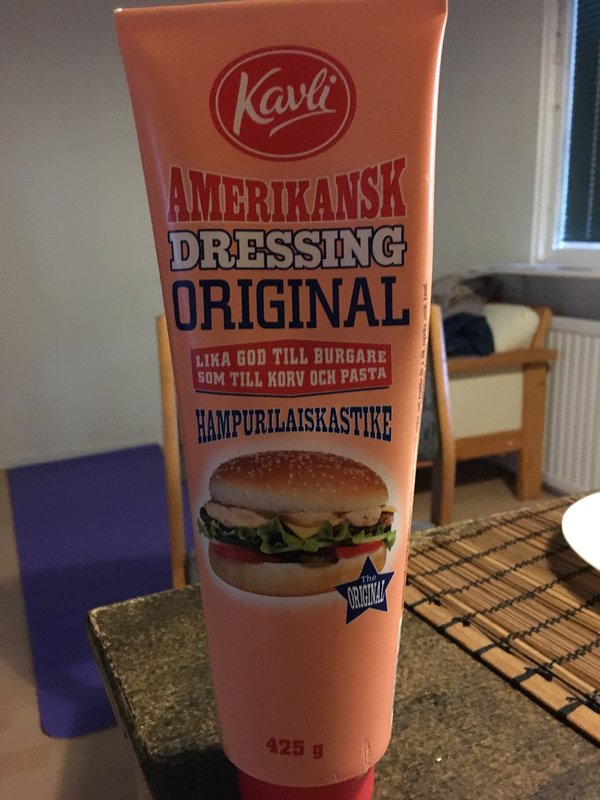 Kavli
AMERIKANSK
DRESSING
ORIGINAL
LIKA GOD TILL BURGARE
SOM TILL KORV OCH PASTA
HAMPURILAISKASTIKE
The
ORIGINAL
425 g